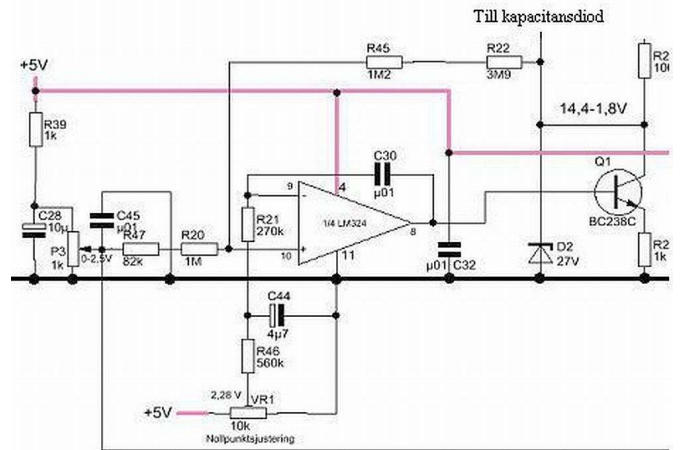 Till kapacitansdiod
R45
1M2
R22
3M9
+5V
14,4-1,8V
R39
1k
C30
µ01
Q1
BC238C
9
-
4
1/4 LM324
8
+
10
11
R21
270k
C28
10µ
C45
µ01
P3
1k
0-2,5V
R47
82k
R20
1M
µ01
C32
D2
27V
1k
C44
4µ7
R46
560k
2,28 V
VR1
+5V
10k
Nollpunktsjustering